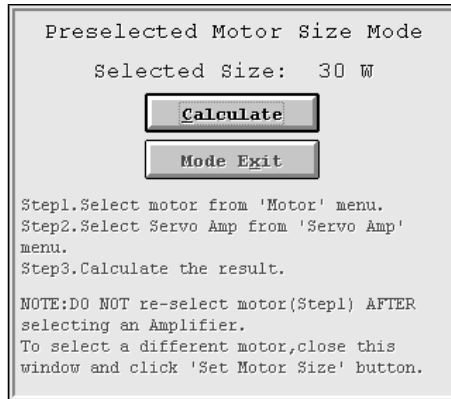 Preselected Motor Size Mode
Selected Size: 30 W
Calculate
Mode Exit
Step1.Select motor from 'Motor' menu.
Step2.Select Servo Amp from 'Servo Amp'
menu.
Step3.Calculate the result.
NOTE:DO NOT re-select motor(Step1) AFTER
selecting an Amplifier.
To select a different motor,close this
window and click 'Set Motor Size' button.